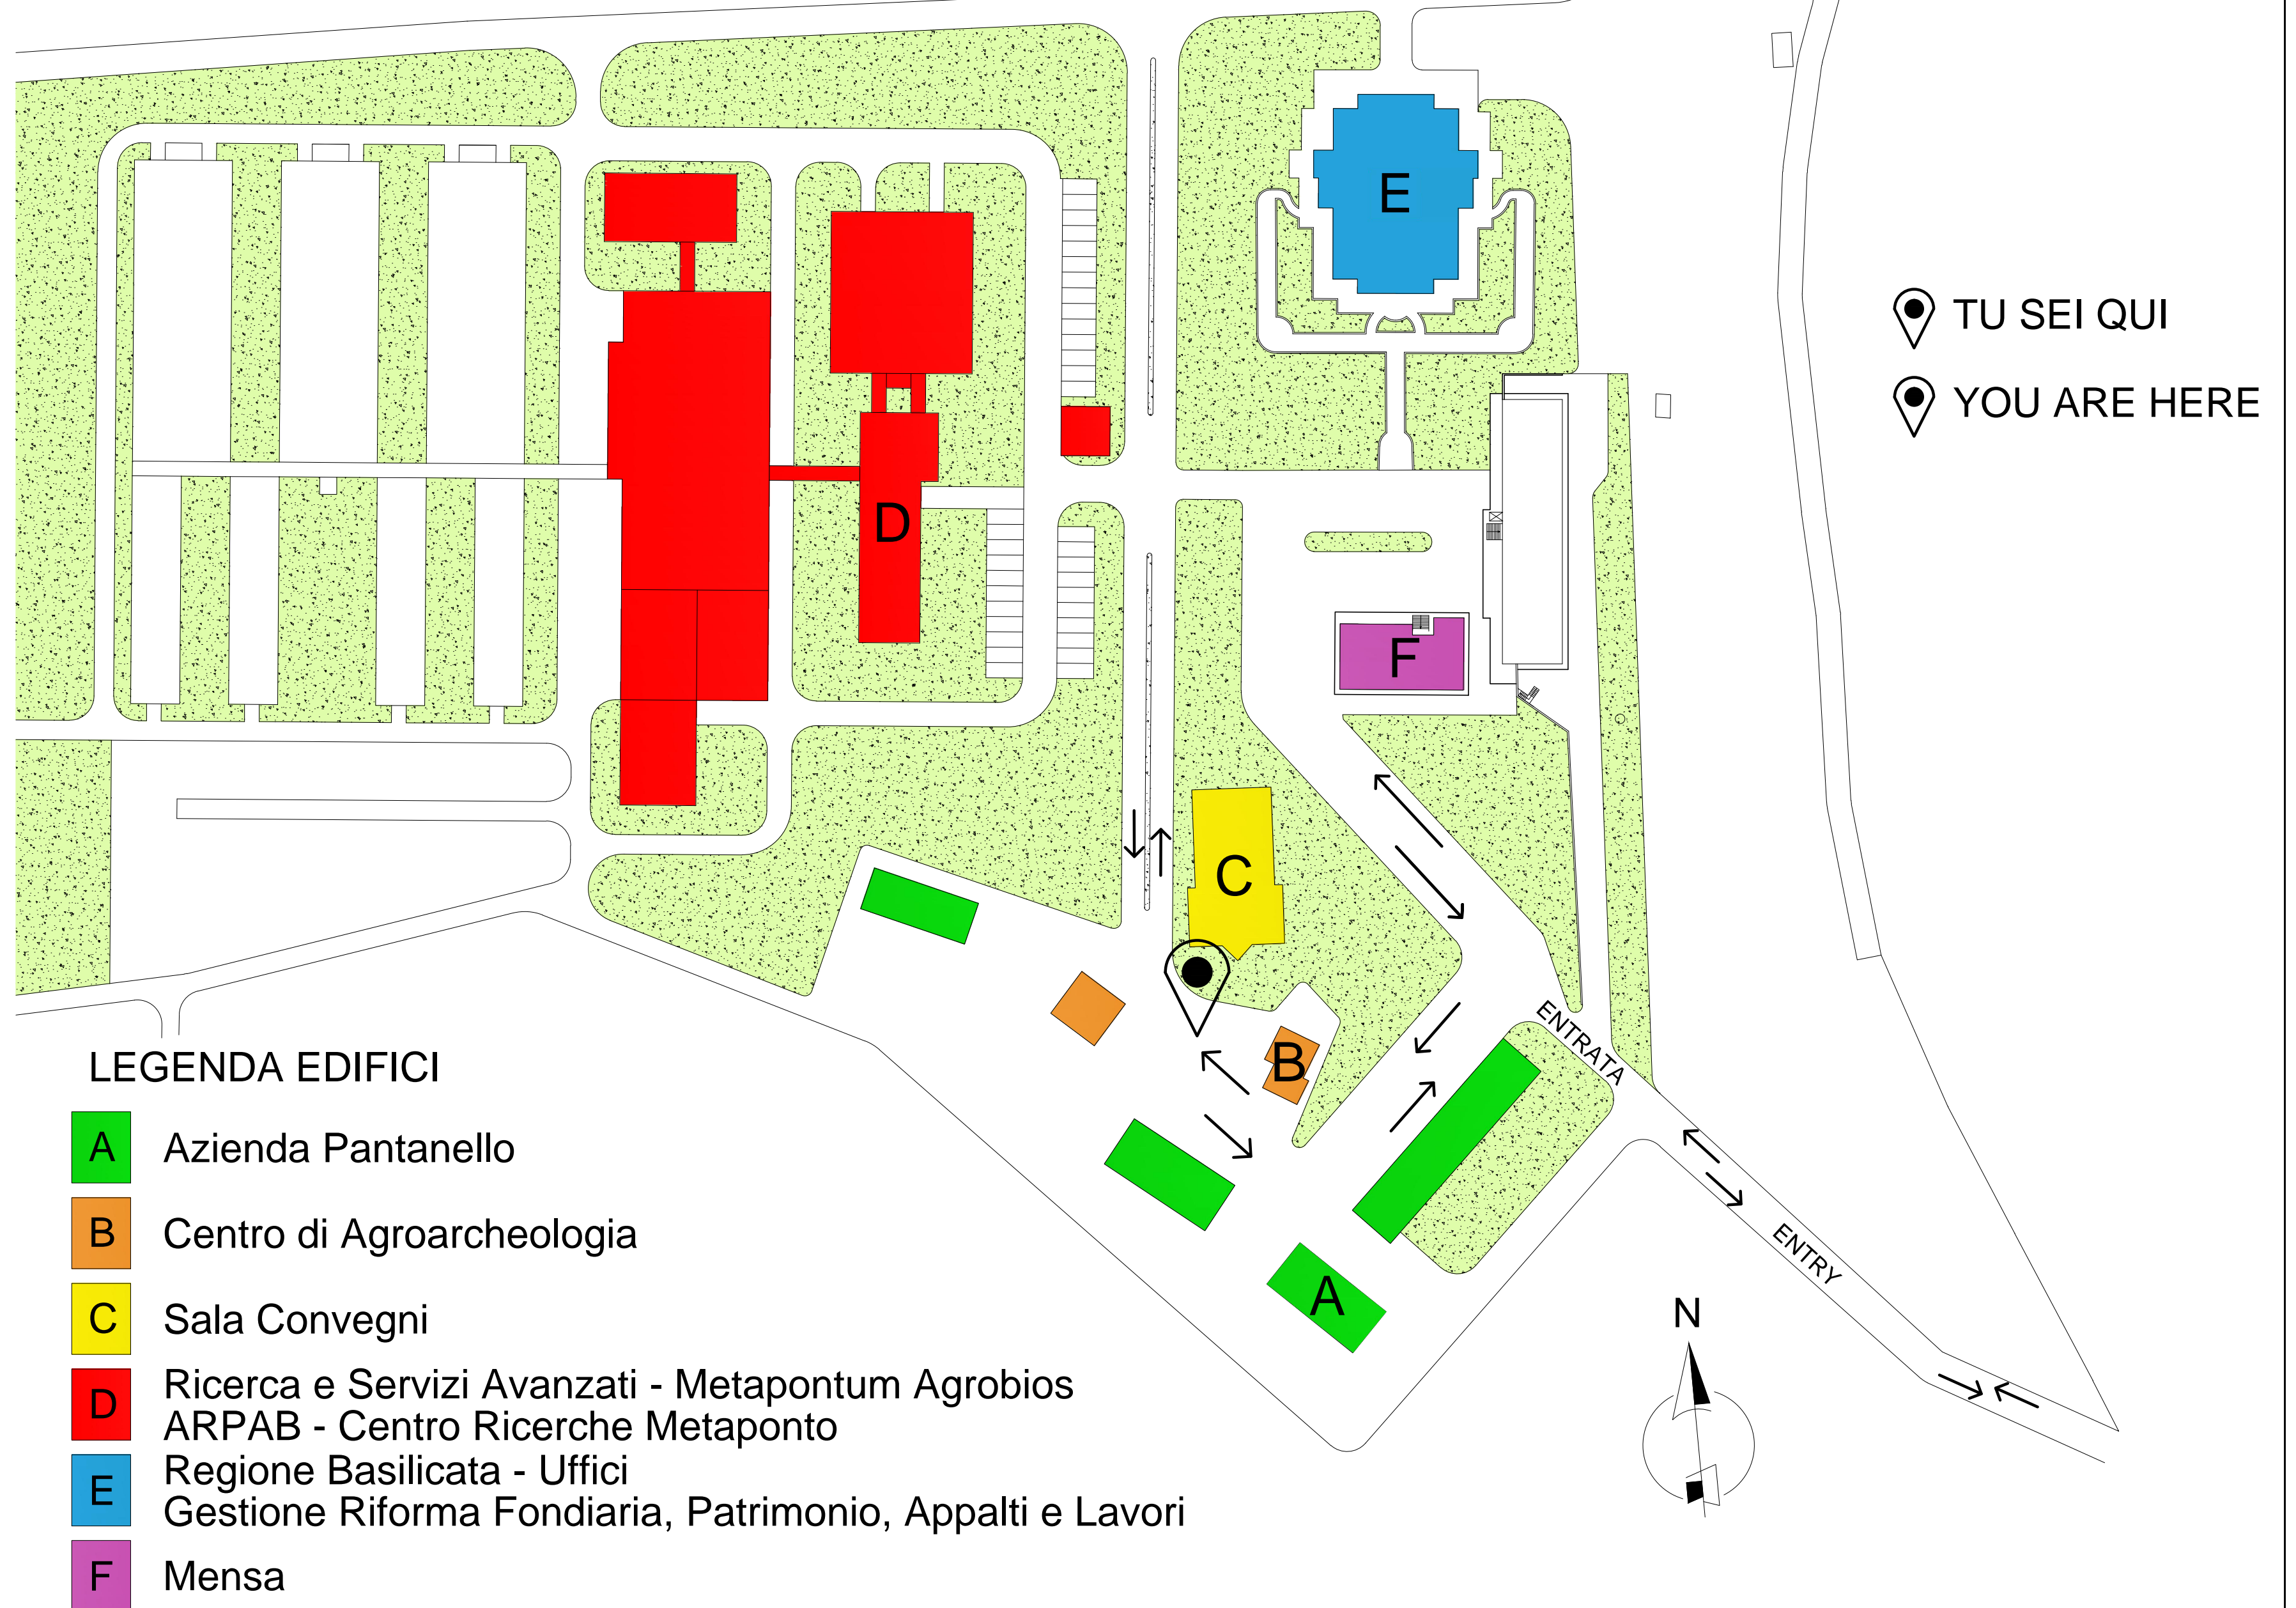 E
TU SEI QUI
YOU ARE HERE
D
F
C
ENTRATA
B
LEGENDA EDIFICI
A Azienda Pantanello
B Centro di Agroarcheologia
ENTRY
A
N
C Sala Convegni
D Ricerca e Servizi Avanzati - Metapontum Agrobios
ARPAB - Centro Ricerche Metaponto
E Regione Basilicata - Uffici
Gestione Riforma Fondiaria, Patrimonio, Appalti e Lavori
F Mensa